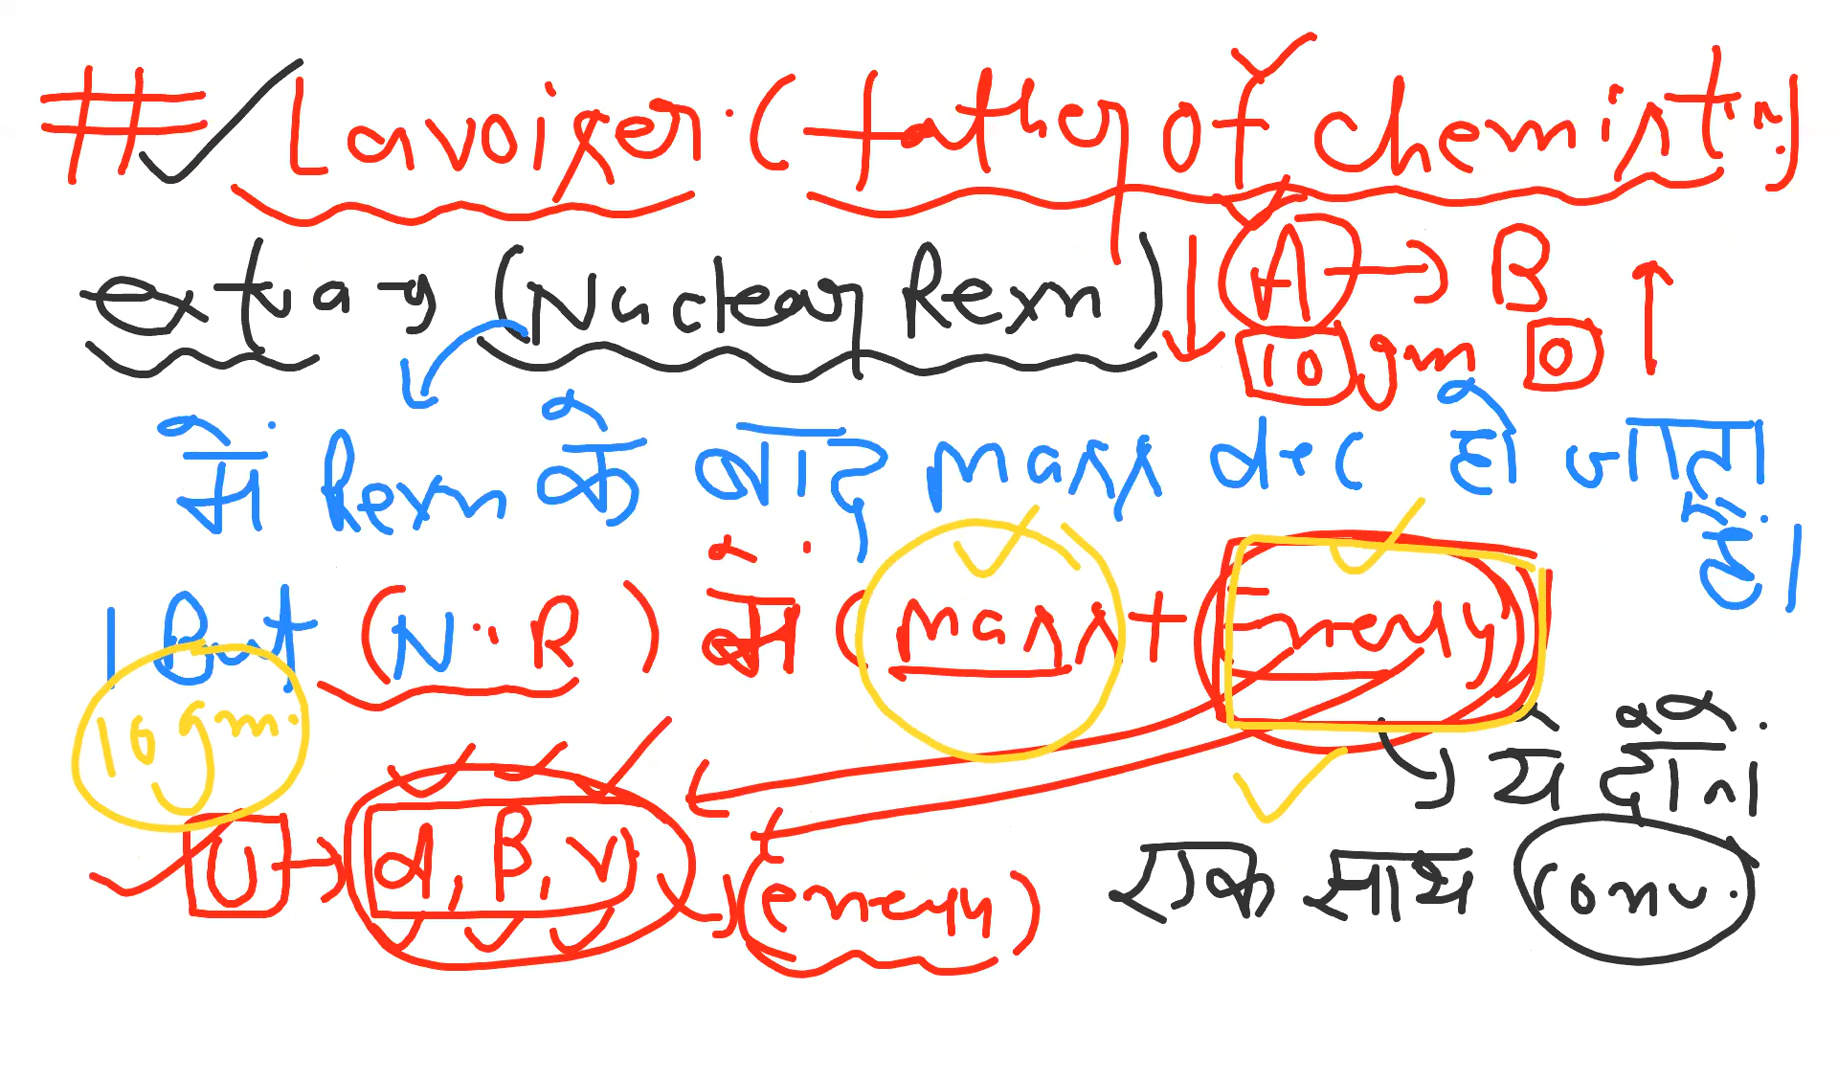 # Lavoiser. (father of chemistry)
extra → (Nuclear Rexn) A → B
10 gm 0
में Rexn के बाद mass dec हो जाता
है।
But (N.R) में (mass + Energy)
10 gm.
→ ये दोनों
U → α, β, γ → (energy) एक साथ conv.